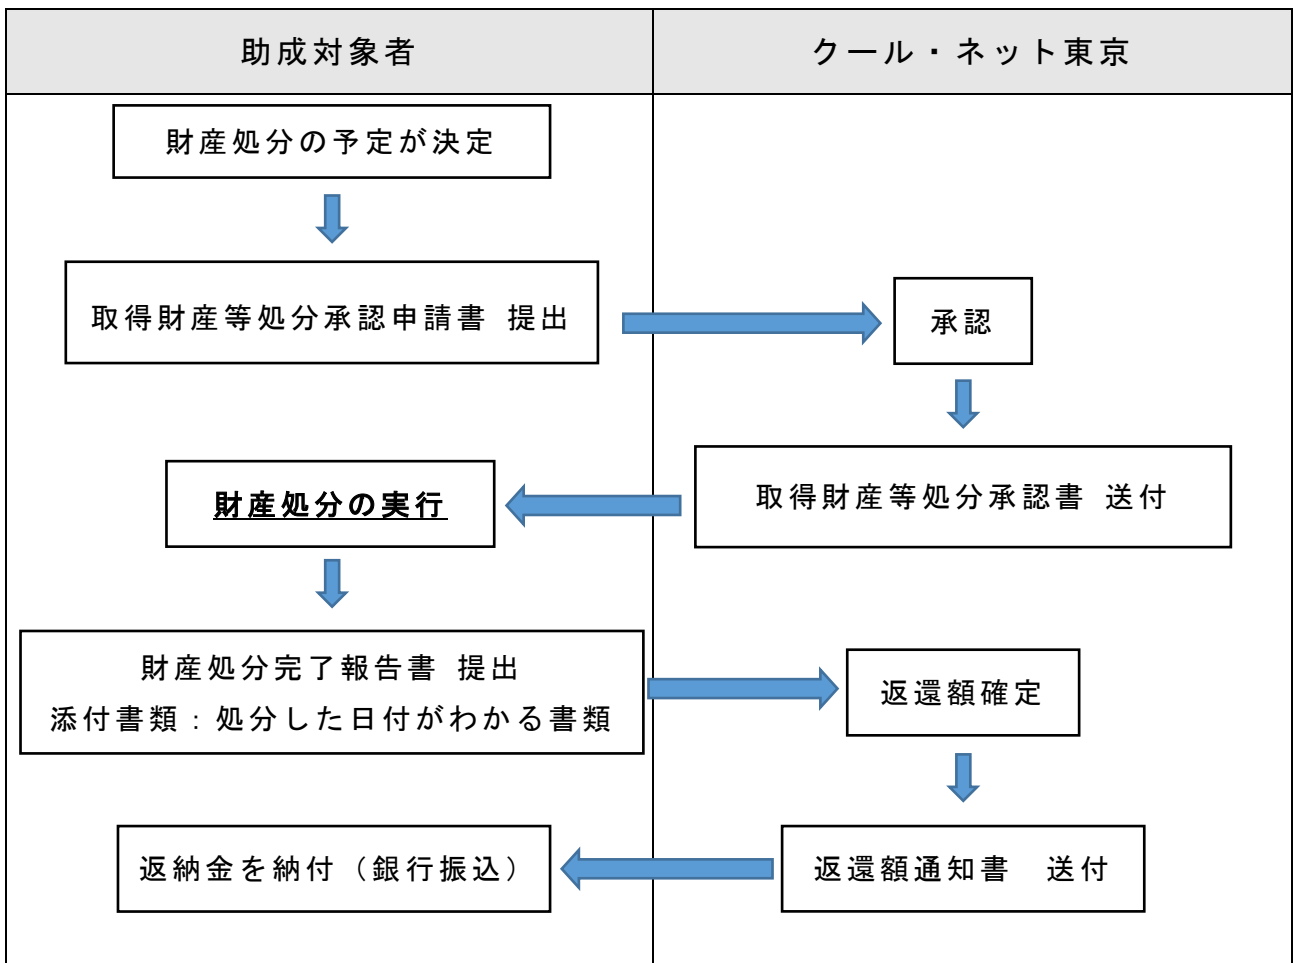 助成対象者
クール・ネット東京
財産処分の予定が決定
取得財産等処分承認申請書 提出
承認
取得財産等処分承認書 送付
財産処分の実行
財産処分完了報告書 提出
添付書類：処分した日付がわかる書類
返還額確定
返還額通知書　送付
返納金を納付（銀行振込）